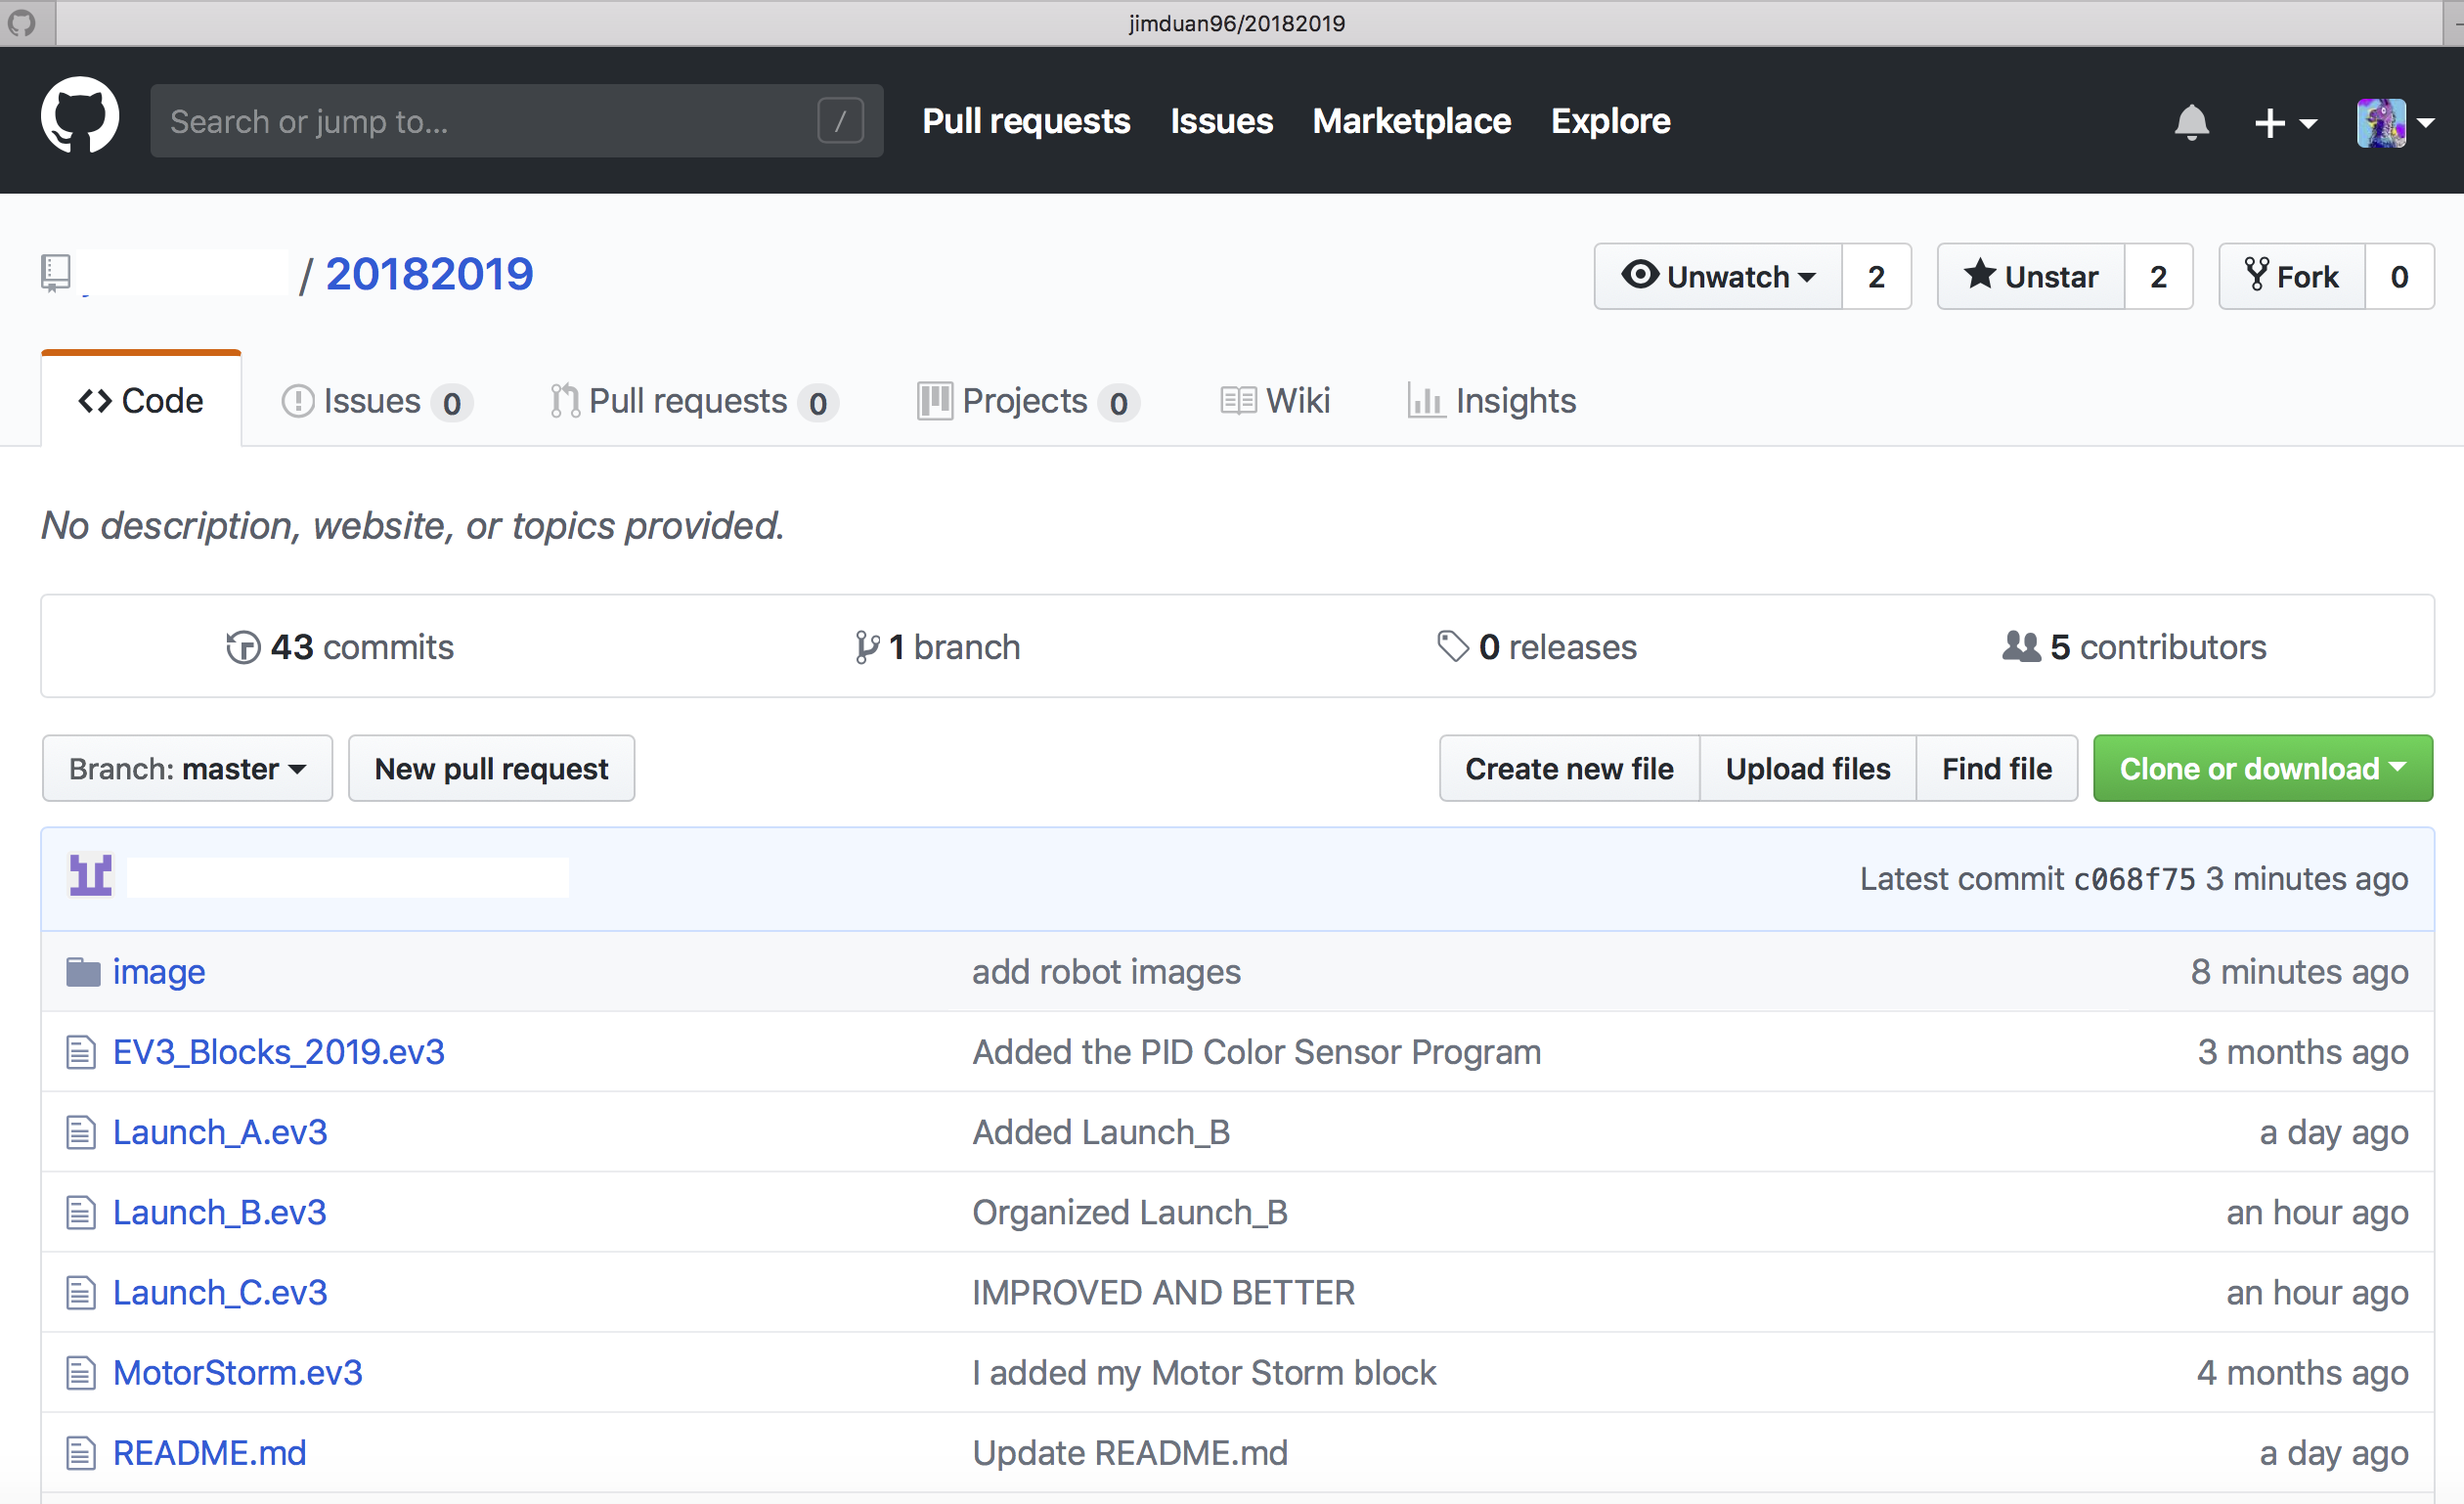 jimduan96/20182019
Search or jump to... / Pull requests Issues Marketplace Explore
/ 20182019 Unwatch 2 Unstar 2 Fork 0
Code Issues 0 Pull requests 0 Projects 0 Wiki Insights
No description, website, or topics provided.
43 commits 1 branch 0 releases 5 contributors
Branch: master New pull request Create new file Upload files Find file Clone or download
Latest commit c068f75 3 minutes ago
image add robot images 8 minutes ago
EV3_Blocks_2019.ev3 Added the PID Color Sensor Program 3 months ago
Launch_A.ev3 Added Launch_B a day ago
Launch_B.ev3 Organized Launch_B an hour ago
Launch_C.ev3 IMPROVED AND BETTER an hour ago
MotorStorm.ev3 I added my Motor Storm block 4 months ago
README.md Update README.md a day ago